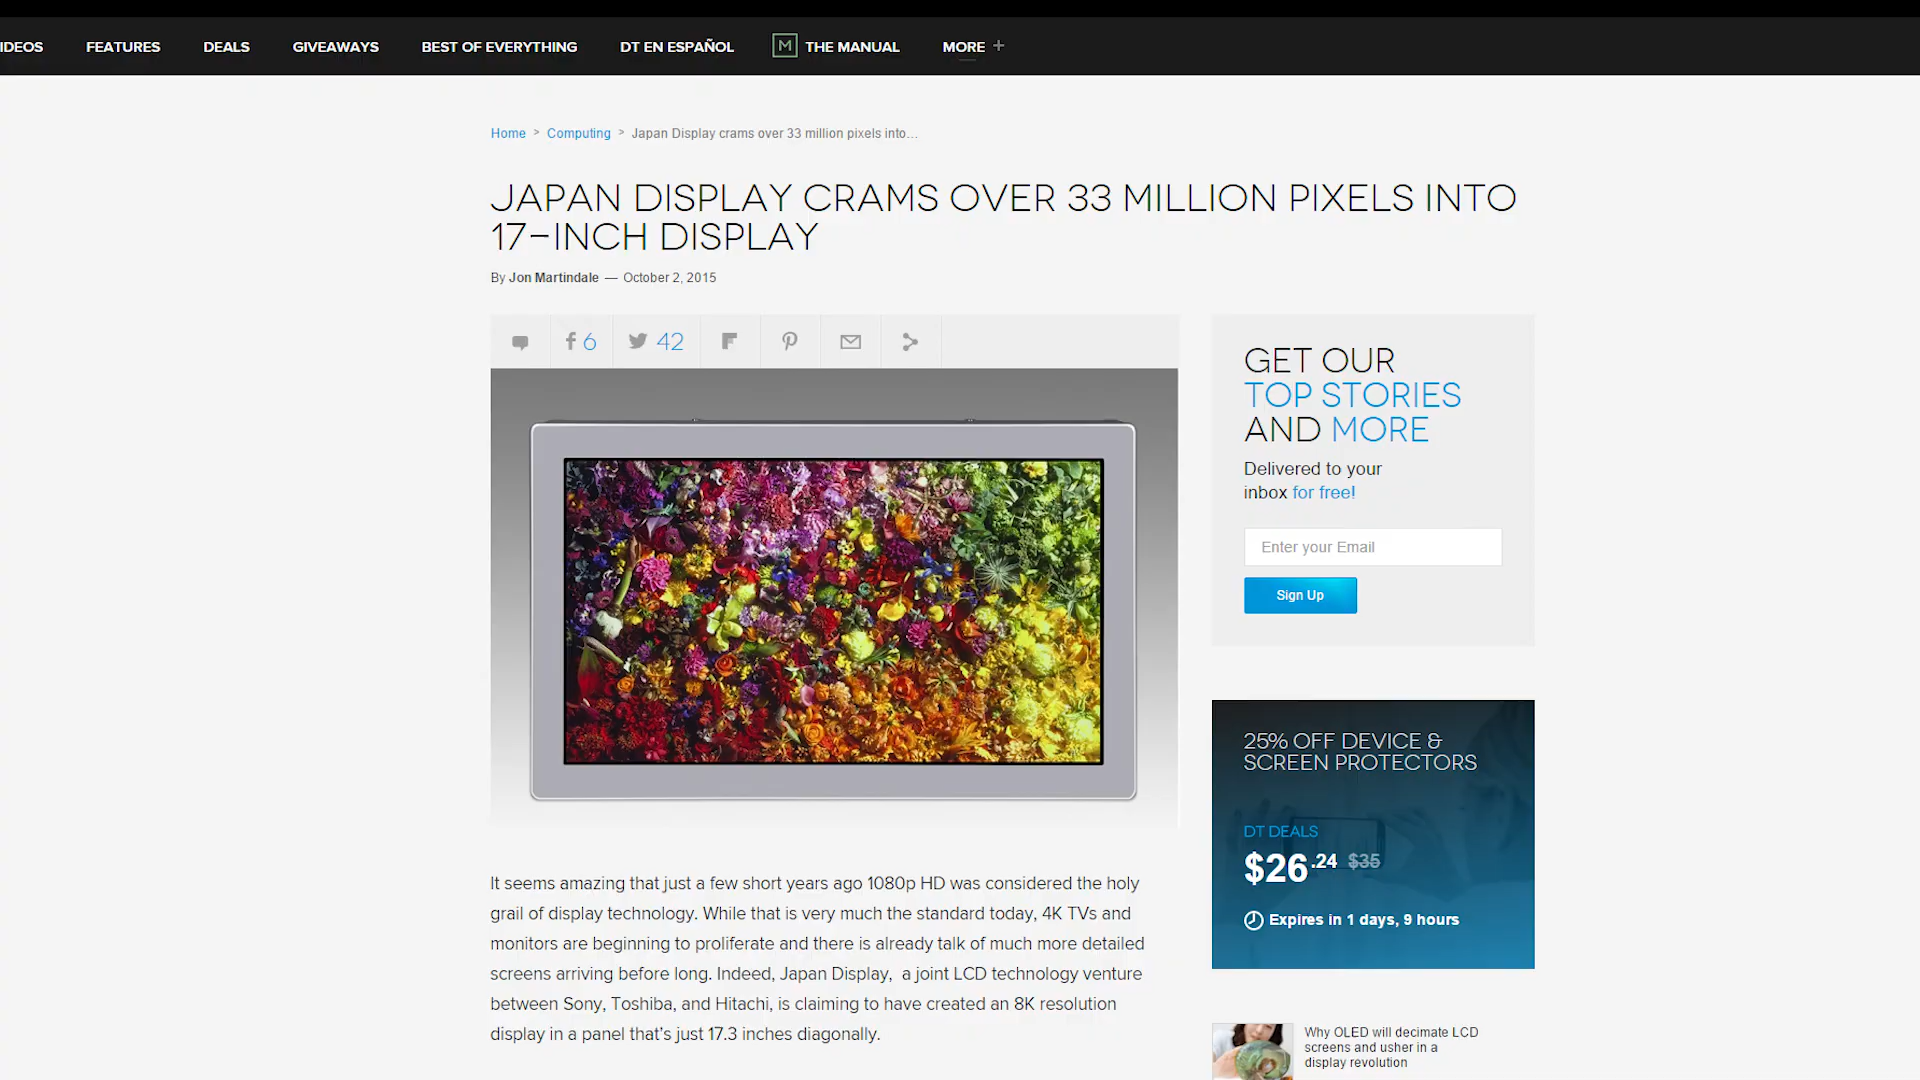 IDEOS FEATURES DEALS GIVEAWAYS BEST OF EVERYTHING DT EN ESPAÑOL M THE MANUAL MORE +
Home > Computing > Japan Display crams over 33 million pixels into...
JAPAN DISPLAY CRAMS OVER 33 MILLION PIXELS INTO
17-INCH DISPLAY
By Jon Martindale — October 2, 2015
6 42
GET OUR
TOP STORIES
AND MORE
Delivered to your
inbox for free!
Enter your Email
Sign Up
25% OFF DEVICE &
SCREEN PROTECTORS
DT DEALS
$26.24 $35
Expires in 1 days, 9 hours
It seems amazing that just a few short years ago 1080p HD was considered the holy
grail of display technology. While that is very much the standard today, 4K TVs and
monitors are beginning to proliferate and there is already talk of much more detailed
screens arriving before long. Indeed, Japan Display,  a joint LCD technology venture
between Sony, Toshiba, and Hitachi, is claiming to have created an 8K resolution
display in a panel that's just 17.3 inches diagonally.
Why OLED will decimate LCD
screens and usher in a
display revolution